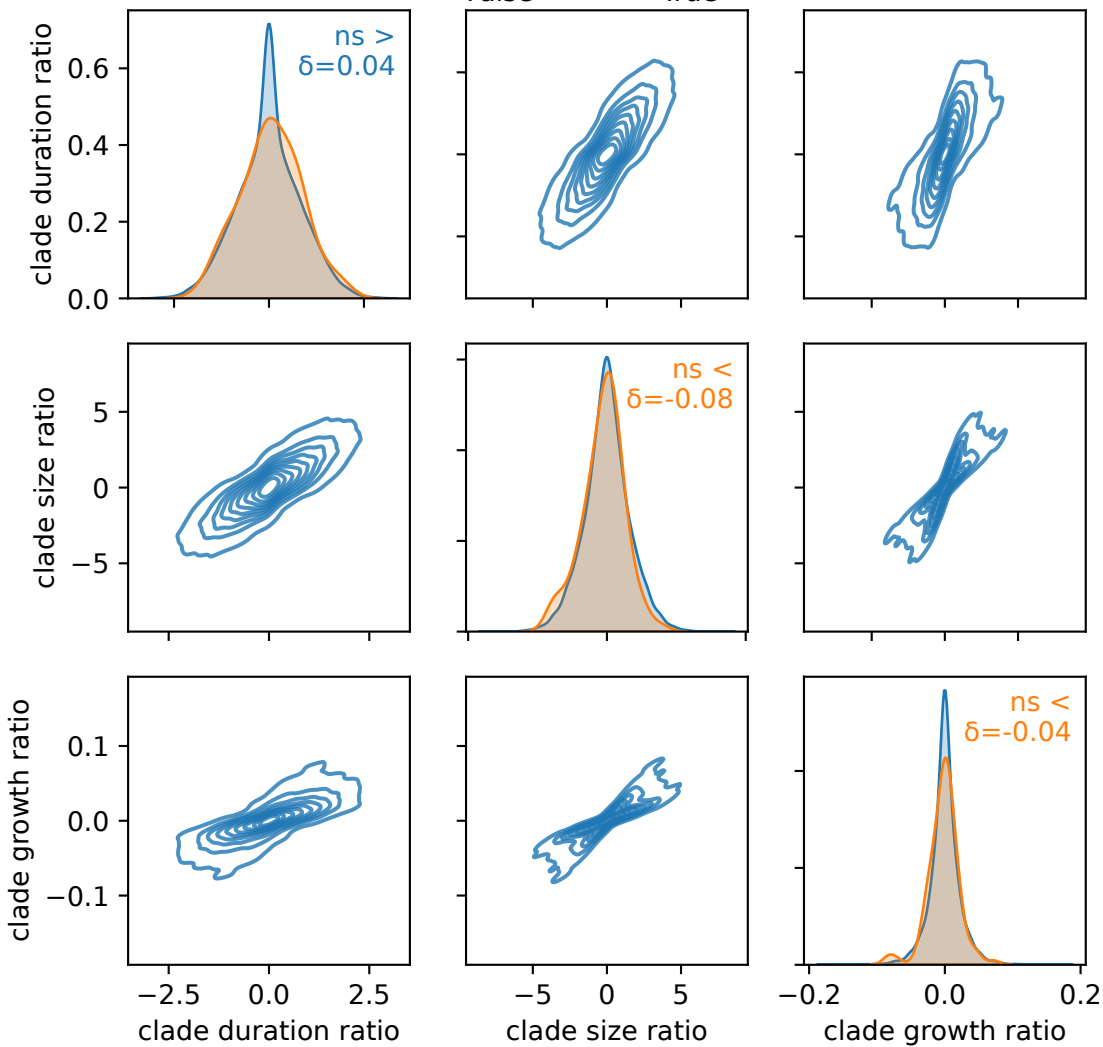 clade duration ratio
0.6
0.4
0.2
0.0
ns >
δ=0.04
clade size ratio
5
0
−5
ns <
δ=-0.08
clade growth ratio
0.1
0.0
−0.1
ns <
δ=-0.04
−2.5 0.0 2.5
−5 0 5
−0.2 0.0 0.2
clade duration ratio
clade size ratio
clade growth ratio